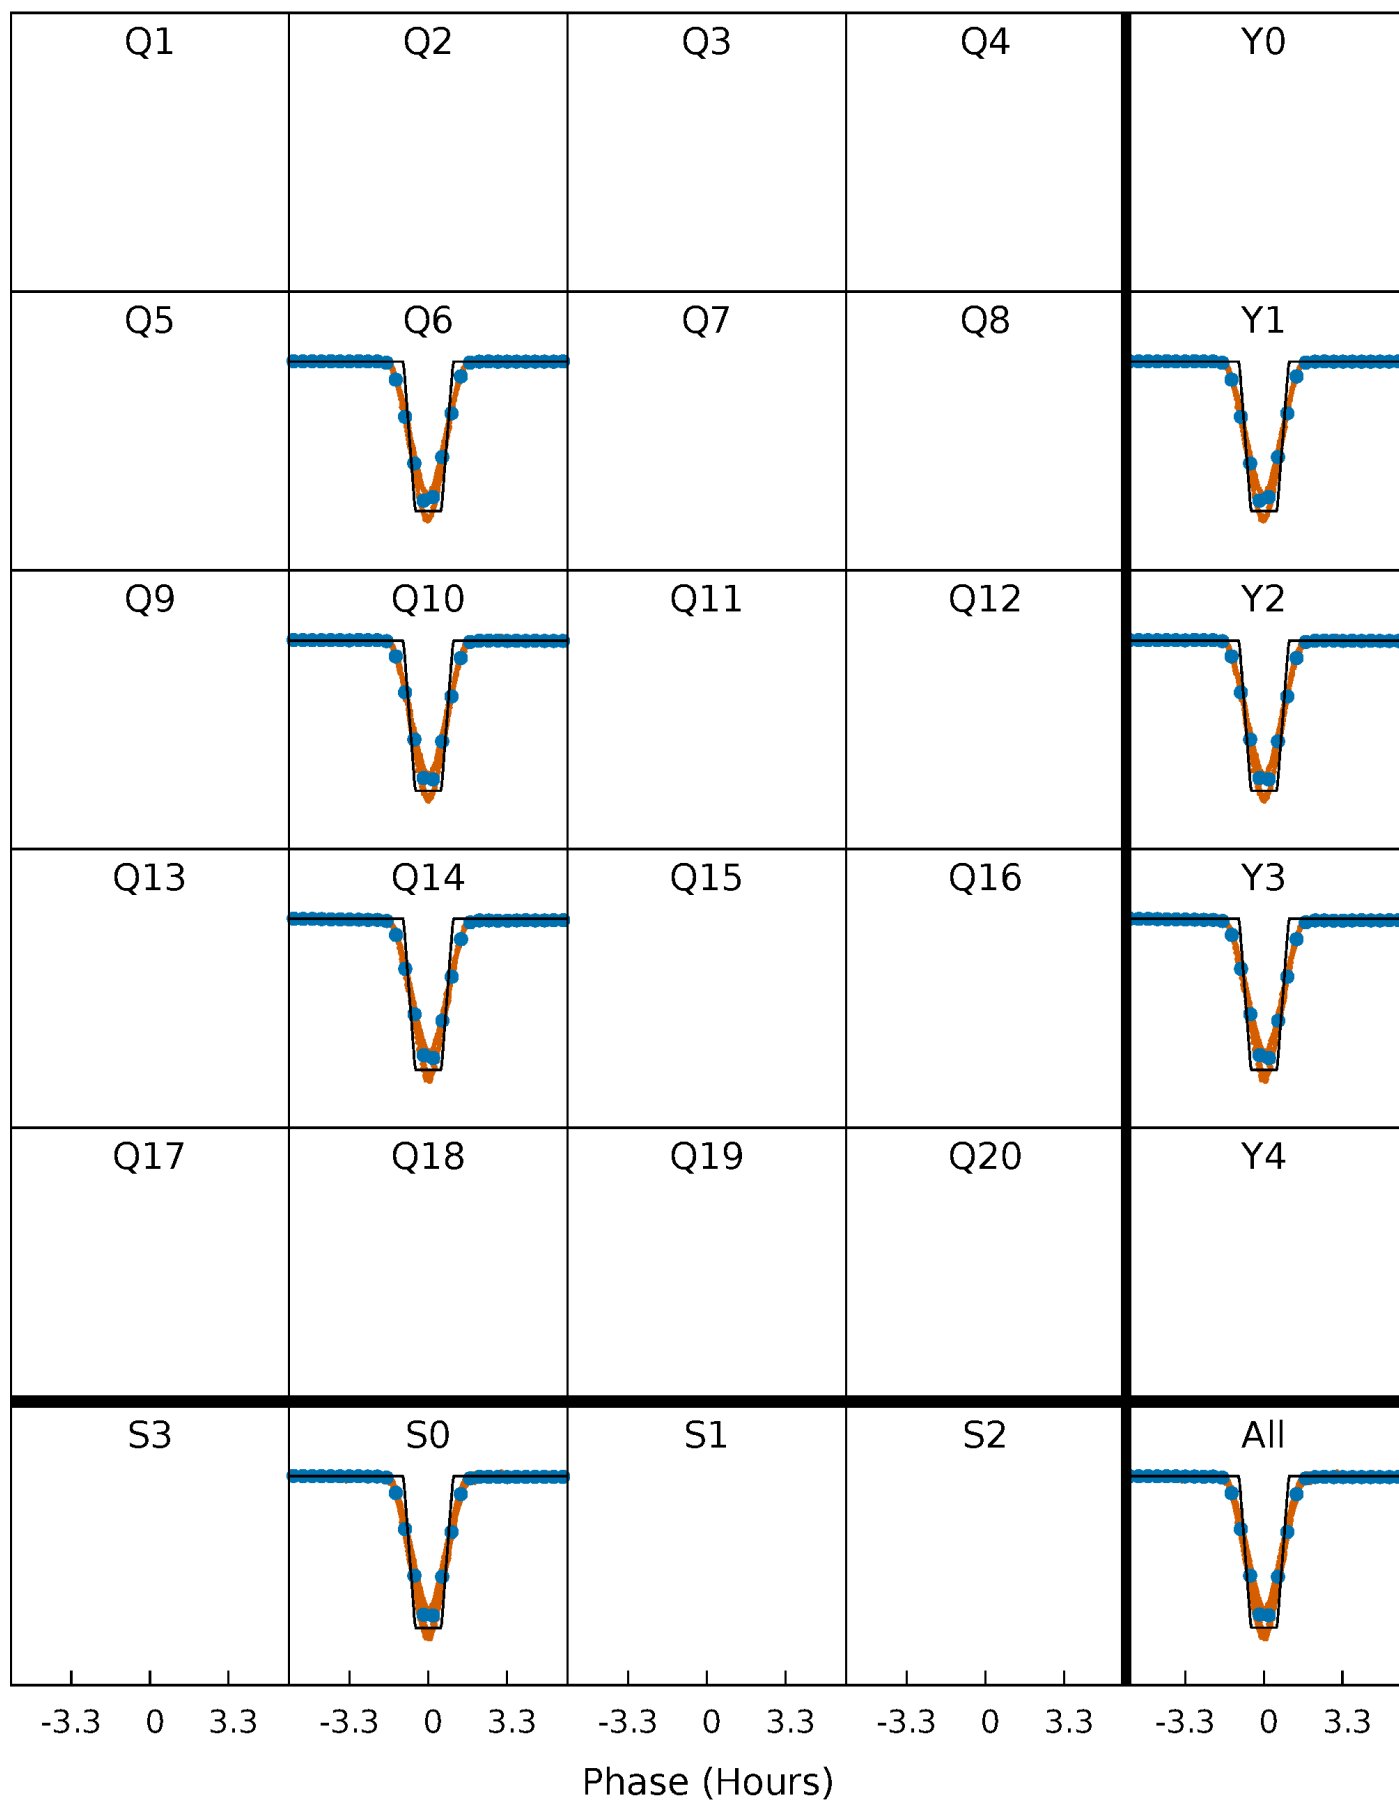 Q1 Q2 Q3 Q4 Y0
Q5 Q6 Q7 Q8 Y1
Q9 Q10 Q11 Q12 Y2
Q13 Q14 Q15 Q16 Y3
Q17 Q18 Q19 Q20 Y4
S3 S0 S1 S2 All
-3.3 0 3.3 -3.3 0 3.3 -3.3 0 3.3 -3.3 0 3.3 -3.3 0 3.3
Phase (Hours)